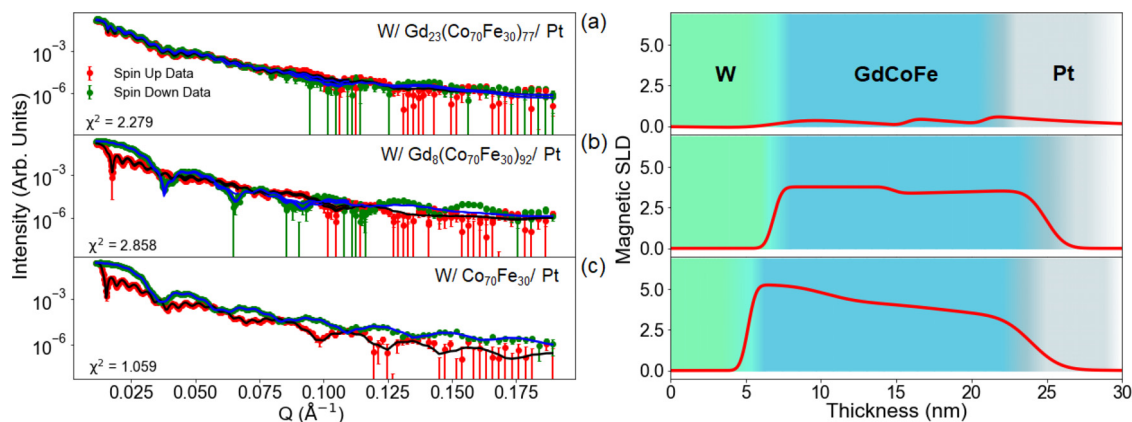 W/ Gd₂₃(Co₇₀Fe₃₀)₇₇/ Pt
10⁻³
10⁻⁶
Spin Up Data
Spin Down Data
χ² = 2.279
W/ Gd₈(Co₇₀Fe₃₀)₉₂/ Pt
10⁻³
10⁻⁶
χ² = 2.858
W/ Co₇₀Fe₃₀/ Pt
10⁻³
10⁻⁶
χ² = 1.059
Intensity (Arb. Units)
0.025 0.050 0.075 0.100 0.125 0.150 0.175
Q (Å⁻¹)
(a)
5.0
2.5
0.0
W GdCoFe Pt
(b)
5.0
2.5
0.0
(c)
5.0
2.5
0.0
Magnetic SLD
0 5 10 15 20 25 30
Thickness (nm)